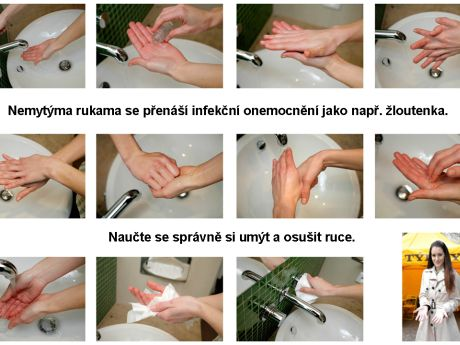 Nemytýma rukama se přenáší infekční onemocnění jako např. žloutenka.
Naučte se správně si umýt a osušit ruce.